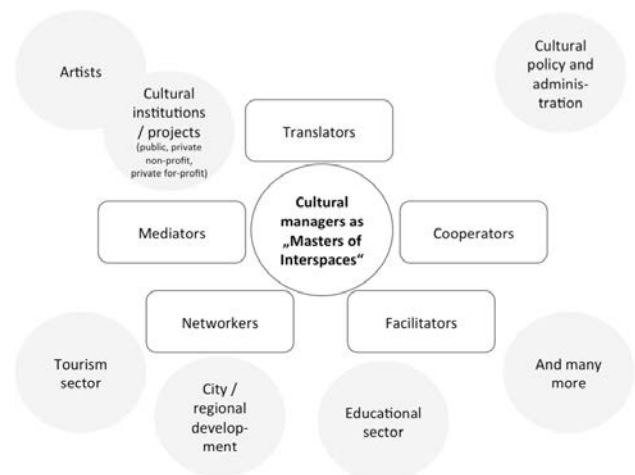 Artists
Cultural
institutions
/ projects
(public, private
non-profit,
private for-profit)
Cultural
policy and
adminis-
tration
Translators
Mediators
Cultural
managers as
„Masters of
Interspaces“
Cooperators
Networkers
Facilitators
Tourism
sector
City /
regional
develop-
ment
Educational
sector
And many
more